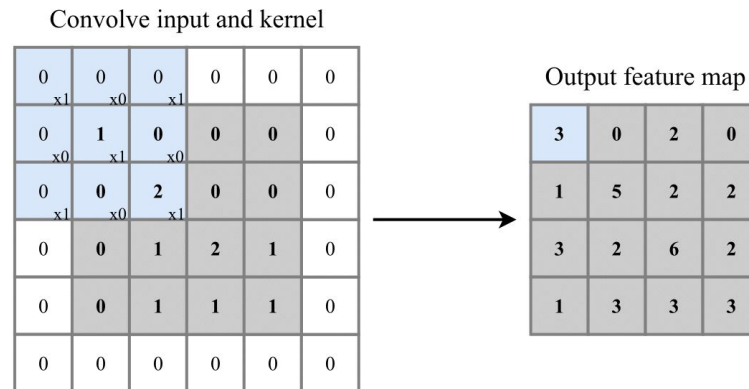 Convolve input and kernel
0 x1 0 x0 0 x1 0 0 0
0 x0 1 x1 0 x0 0 0 0
0 x1 0 x0 2 x1 0 0 0
0 0 1 2 1 0
0 0 1 1 1 0
0 0 0 0 0 0
Output feature map
3 0 2 0
1 5 2 2
3 2 6 2
1 3 3 3